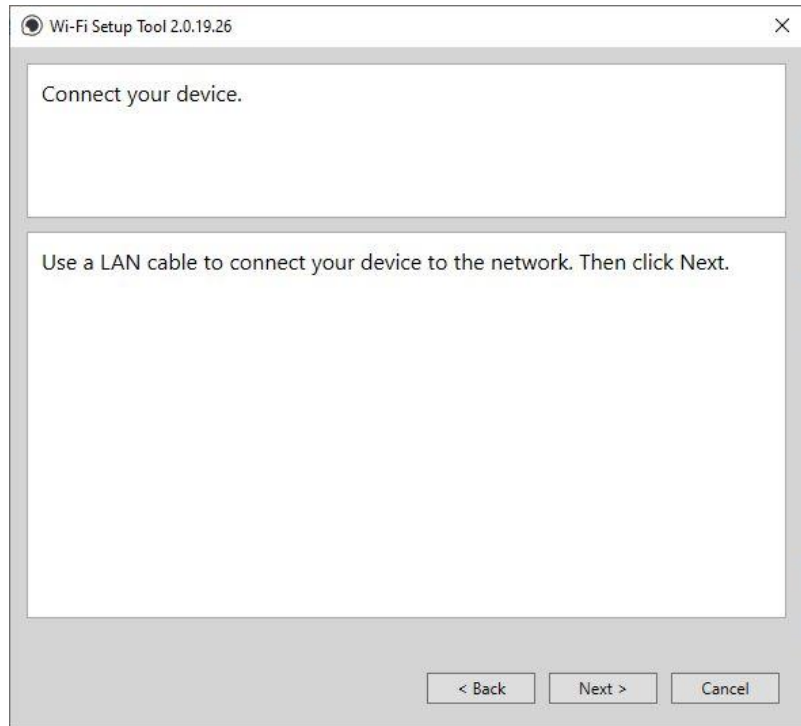 Wi-Fi Setup Tool 2.0.19.26
Connect your device.
Use a LAN cable to connect your device to the network. Then click Next.
< Back Next > Cancel